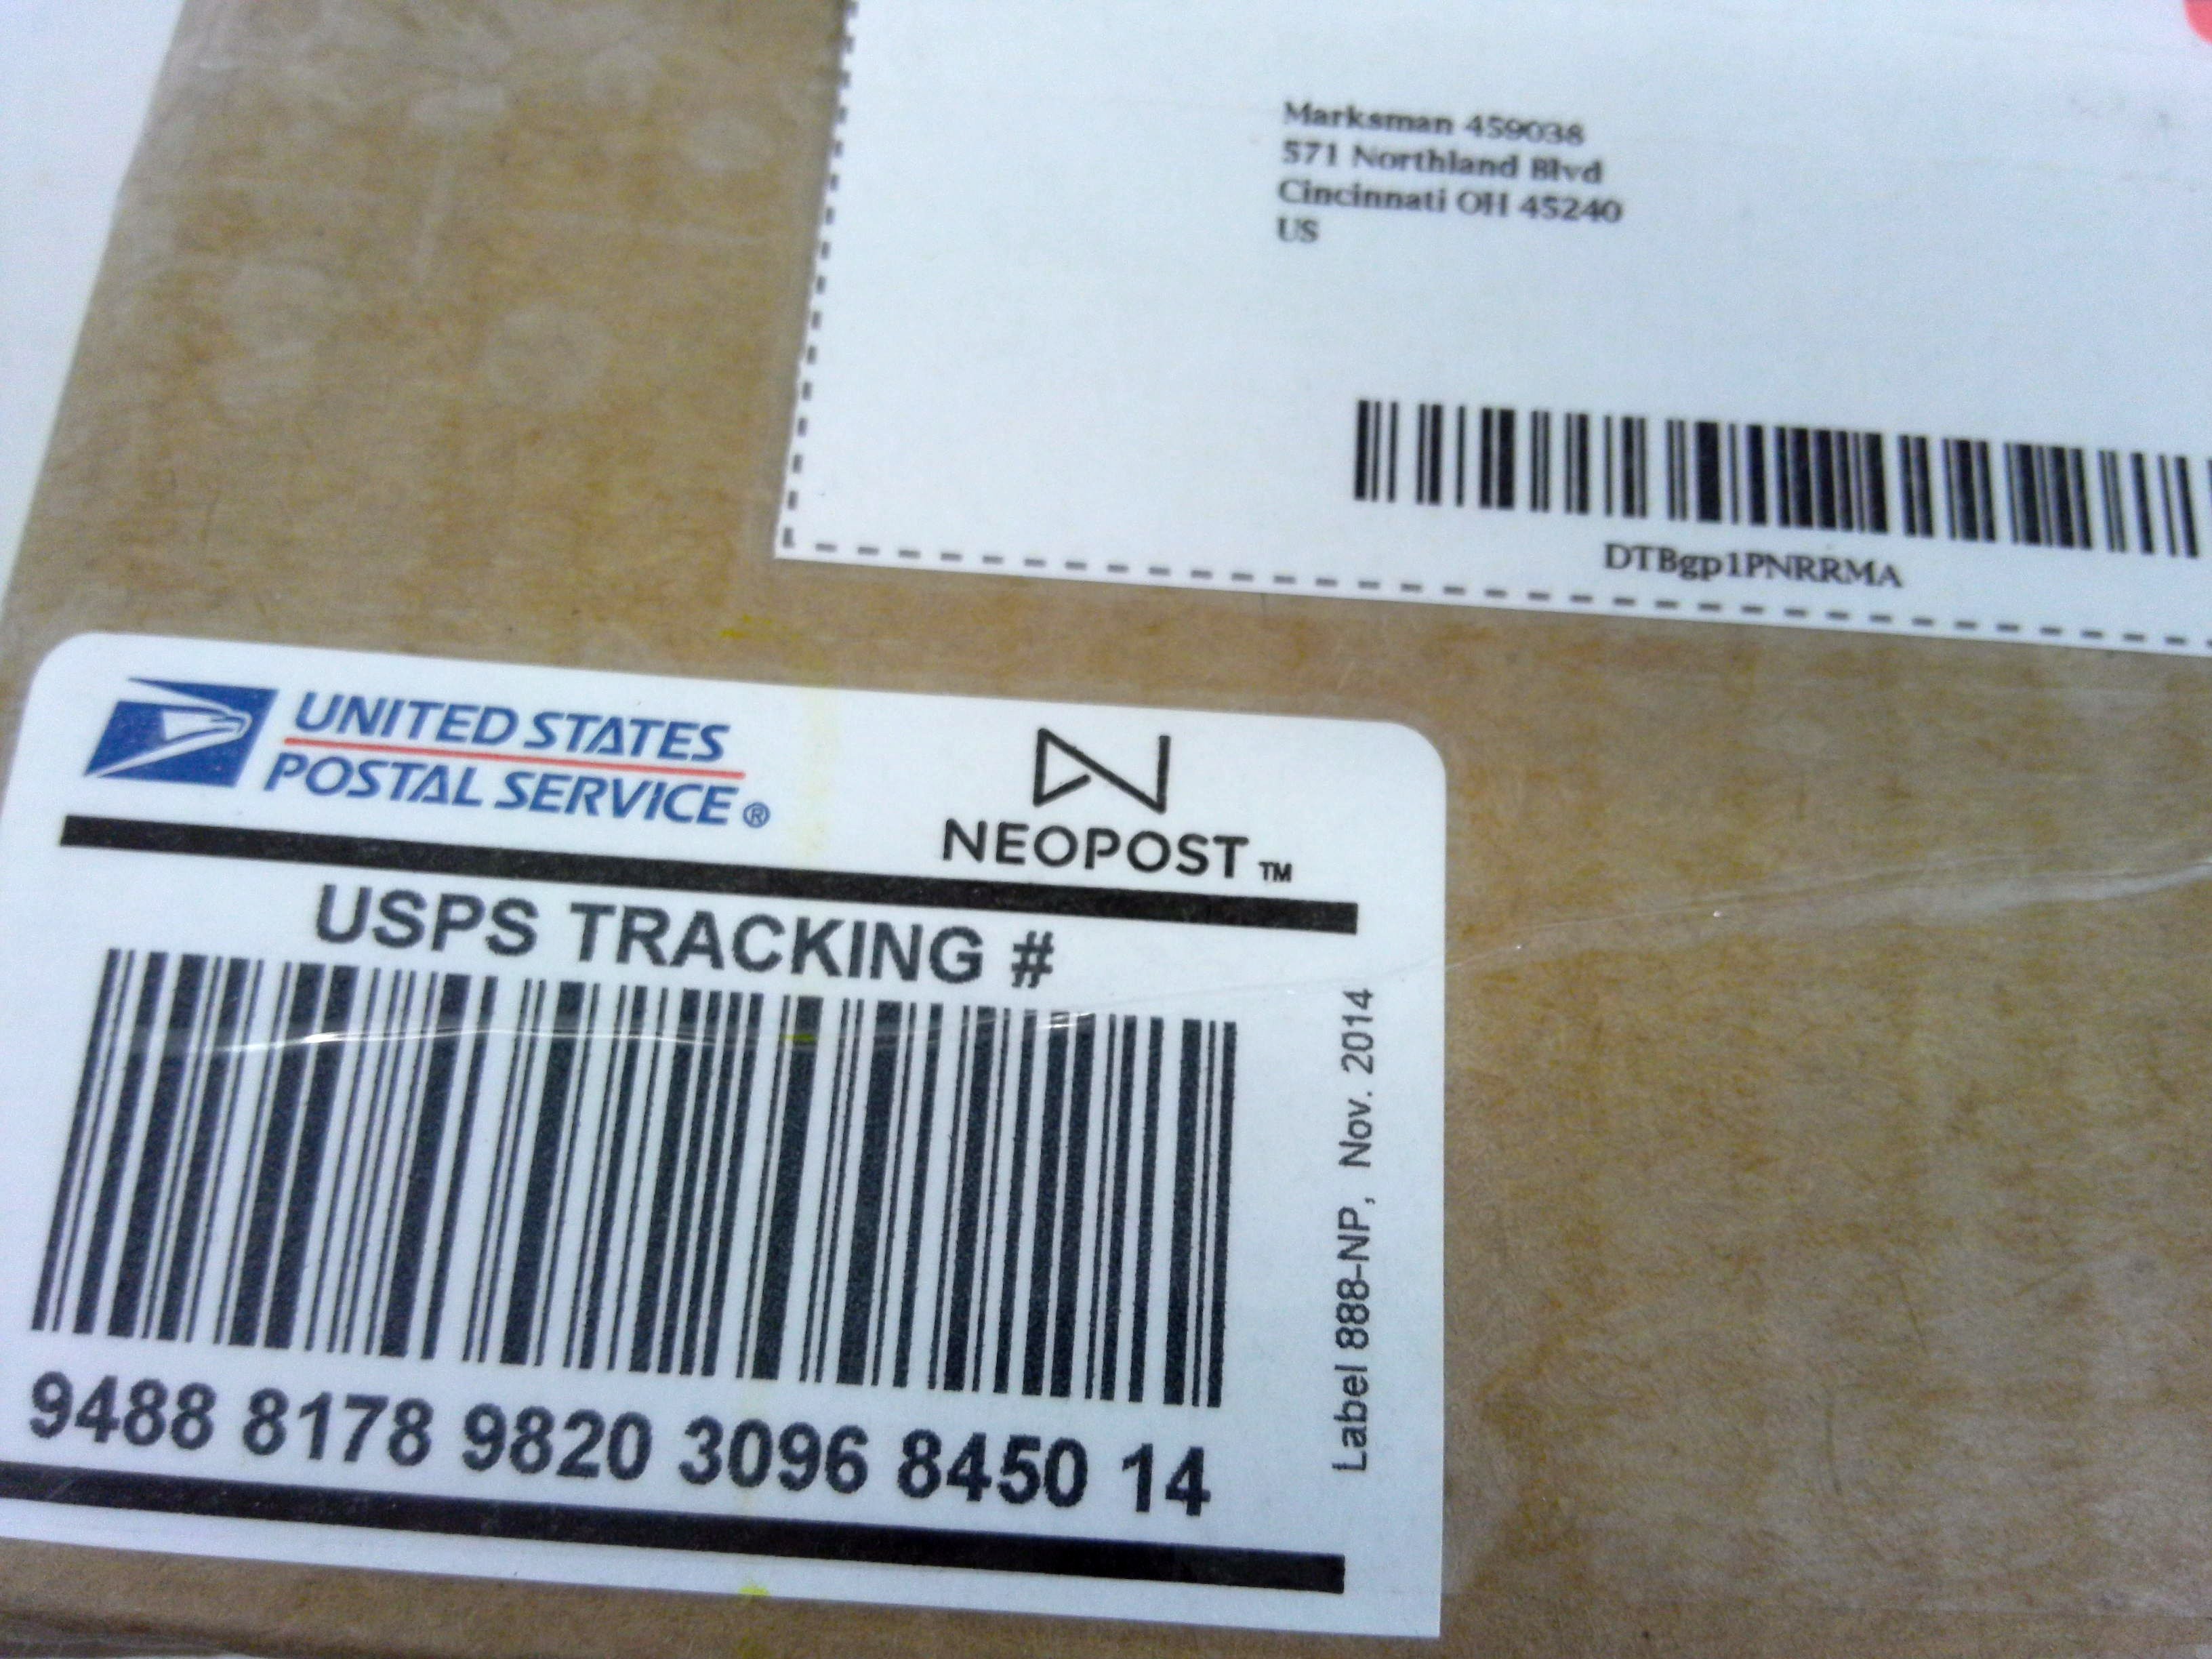 Marksman 459038
571 Northland Blvd
Cincinnati OH 45240
US
DTBgp1PNRRMA
UNITED STATES
POSTAL SERVICE®
NEOPOST™
USPS TRACKING #
9488 8178 9820 3096 8450 14
Label 888-NP, Nov. 2014